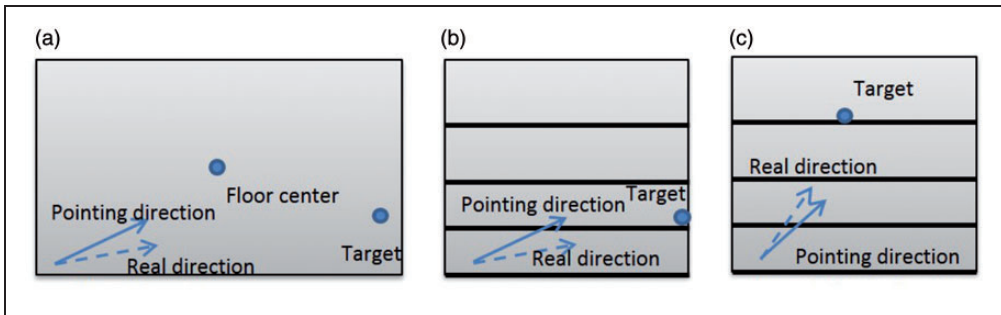 (a)
Floor center
Pointing direction
Target
Real direction
(b)
Target
Pointing direction
Real direction
(c)
Target
Real direction
Pointing direction